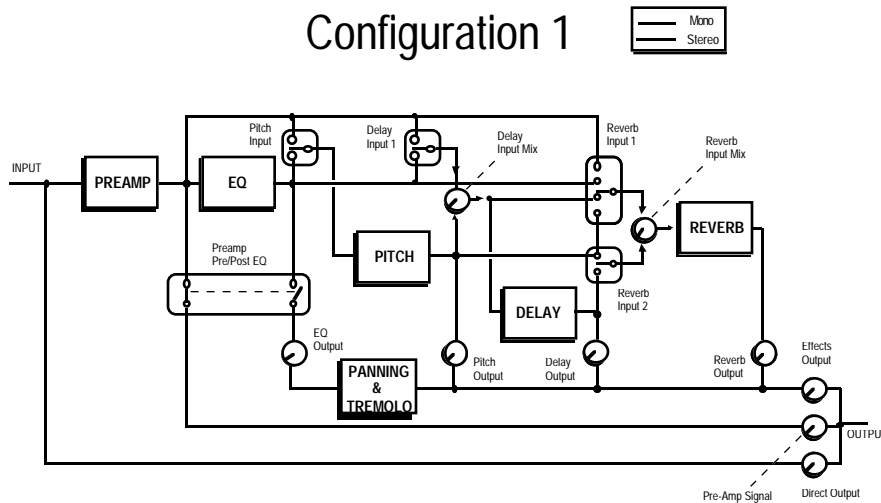 Configuration 1
Mono
Stereo
Pitch
Input
Delay
Input 1
Delay
Input Mix
Reverb
Input 1
Reverb
Input Mix
INPUT
PREAMP
EQ
REVERB
Preamp
Pre/Post EQ
PITCH
DELAY
Reverb
Input 2
EQ
Output
PANNING
&
TREMOLO
Pitch
Output
Delay
Output
Reverb
Output
Effects
Output
OUTPU
Pre-Amp Signal
Direct Output